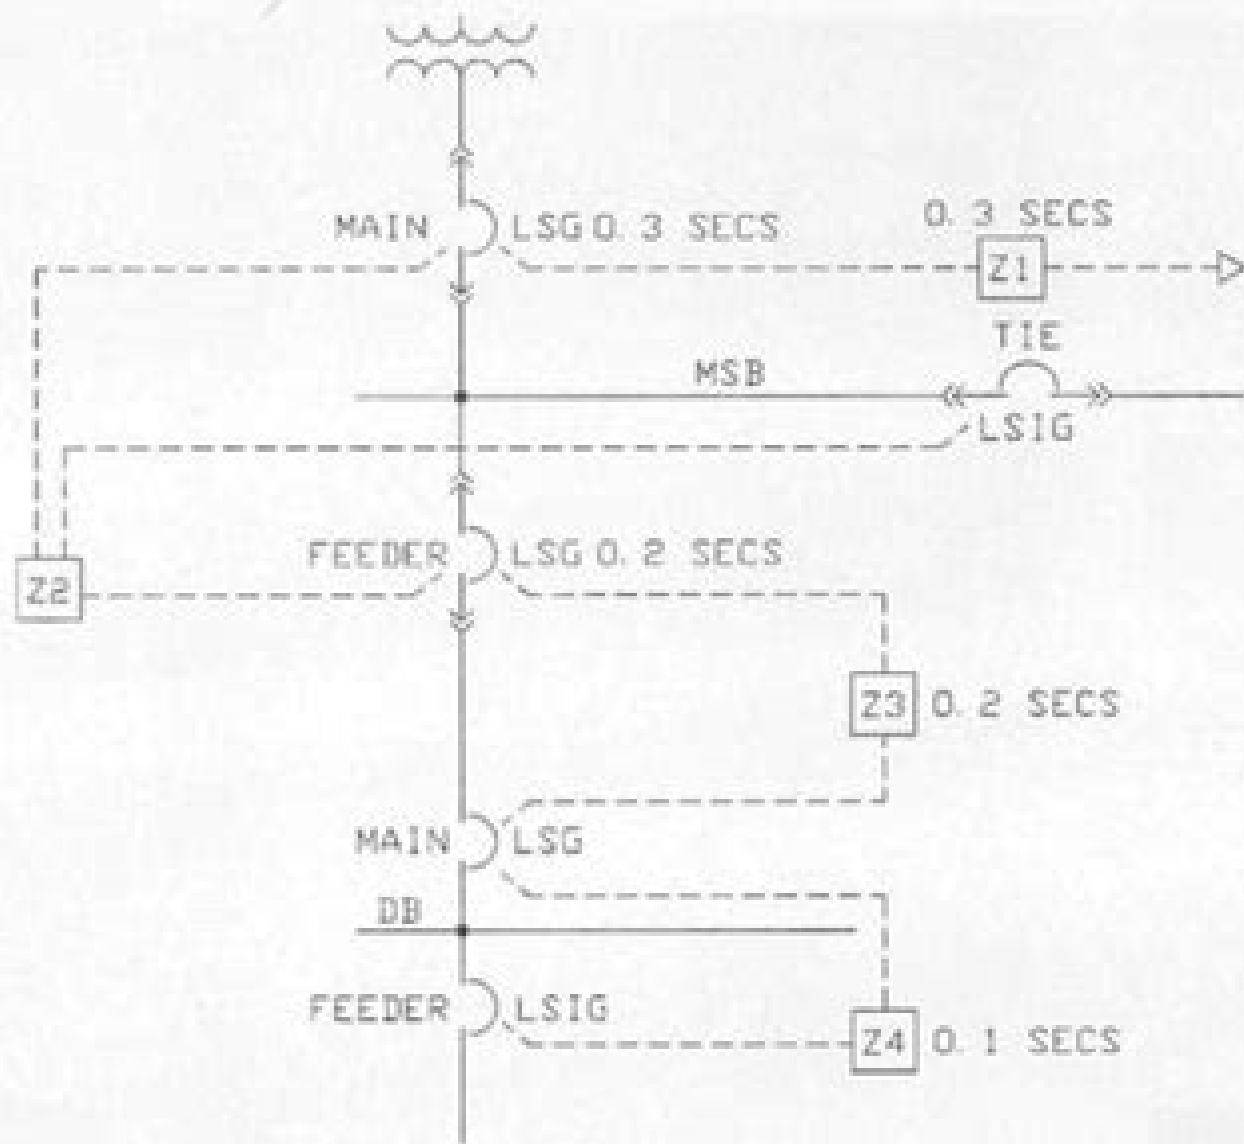 MAIN LSG 0.3 SECS
0.3 SECS
Z1
TIE
MSB
LSIG
FEEDER LSG 0.2 SECS
Z2
Z3 0.2 SECS
MAIN LSG
DB
FEEDER LSIG
Z4 0.1 SECS